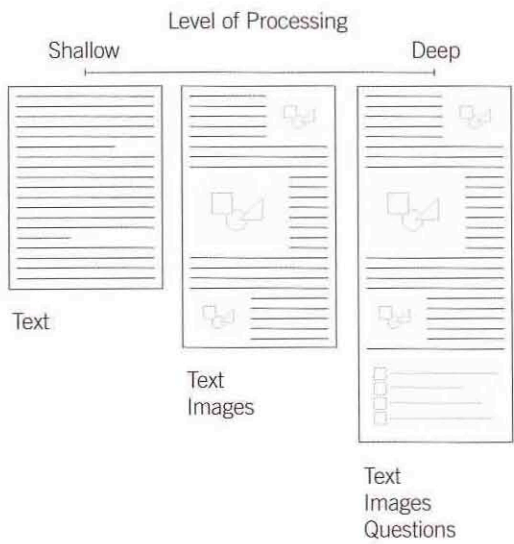 Level of Processing
Shallow
Deep
Text
Text
Images
Text
Images
Questions